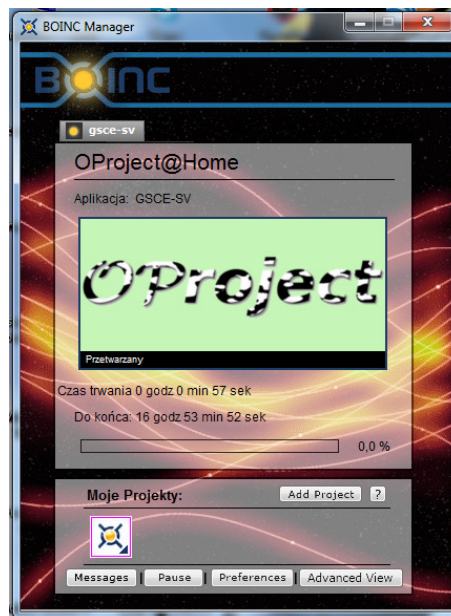 BOINC Manager
BOINC
gsce-sv
OProject@Home
Aplikacja: GSCE-SV
OProject
Przetwarzany
Czas trwania 0 godz 0 min 57 sek
Do końca: 16 godz 53 min 52 sek
0,0 %
Moje Projekty:
Add Project ?
Messages | Pause | Preferences | Advanced View